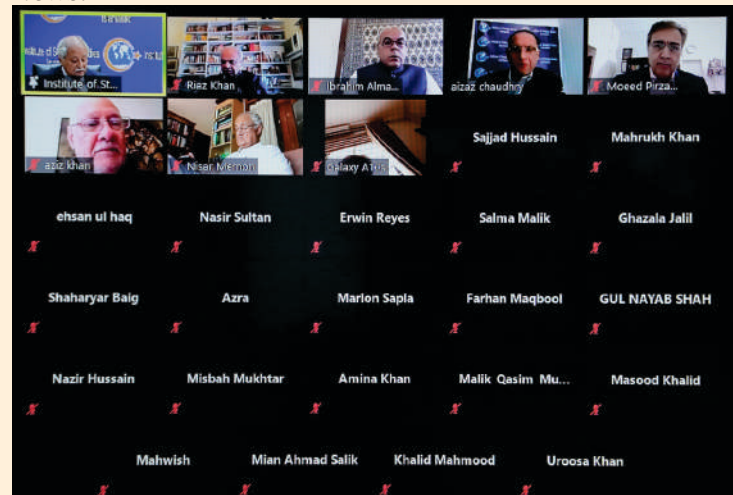 Institute of St...
Riaz Khan
Ibrahim Alma...
aizaz chaudhry
Moeed Pirza...
aziz khan
Nisar Memon
Galaxy A10s
Sajjad Hussain
Mahrukh Khan
ehsan ul haq
Nasir Sultan
Erwin Reyes
Salma Malik
Ghazala Jalil
Shaharyar Baig
Azra
Marlon Sapla
Farhan Maqbool
GUL NAYAB SHAH
Nazir Hussain
Misbah Mukhtar
Amina Khan
Malik Qasim Mu...
Masood Khalid
Mahwish
Mian Ahmad Salik
Khalid Mahmood
Uroosa Khan